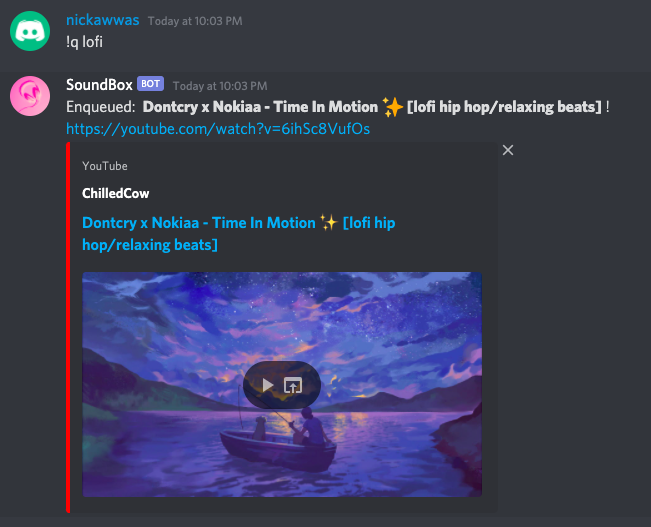 nickawwas Today at 10:03 PM
!q lofi
SoundBox BOT Today at 10:03 PM
Enqueued: Dontcry x Nokiaa - Time In Motion ✨ [lofi hip hop/relaxing beats] !
https://youtube.com/watch?v=6ihSc8VufOs
YouTube
ChilledCow
Dontcry x Nokiaa - Time In Motion ✨ [lofi hip
hop/relaxing beats]